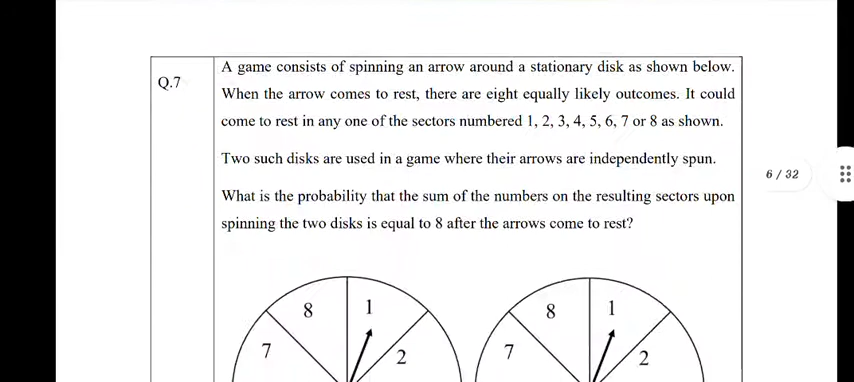 Q.7
A game consists of spinning an arrow around a stationary disk as shown below.
When the arrow comes to rest, there are eight equally likely outcomes. It could
come to rest in any one of the sectors numbered 1, 2, 3, 4, 5, 6, 7 or 8 as shown.
Two such disks are used in a game where their arrows are independently spun.
What is the probability that the sum of the numbers on the resulting sectors upon
spinning the two disks is equal to 8 after the arrows come to rest?
6 / 32
8 1 8 1
7 2 7 2